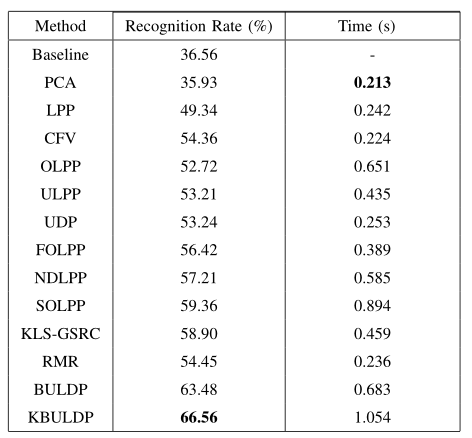 Method Recognition Rate (%) Time (s)
Baseline 36.56 -
PCA 35.93 0.213
LPP 49.34 0.242
CFV 54.36 0.224
OLPP 52.72 0.651
ULPP 53.21 0.435
UDP 53.24 0.253
FOLPP 56.42 0.389
NDLPP 57.21 0.585
SOLPP 59.36 0.894
KLS-GSRC 58.90 0.459
RMR 54.45 0.236
BULDP 63.48 0.683
KBULDP 66.56 1.054